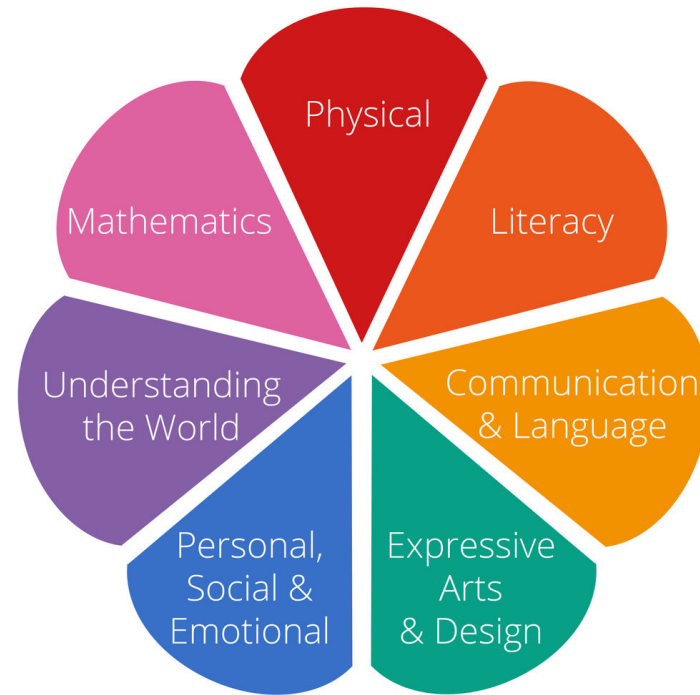 Physical
Literacy
Communication
& Language
Expressive
Arts
& Design
Personal,
Social &
Emotional
Understanding
the World
Mathematics